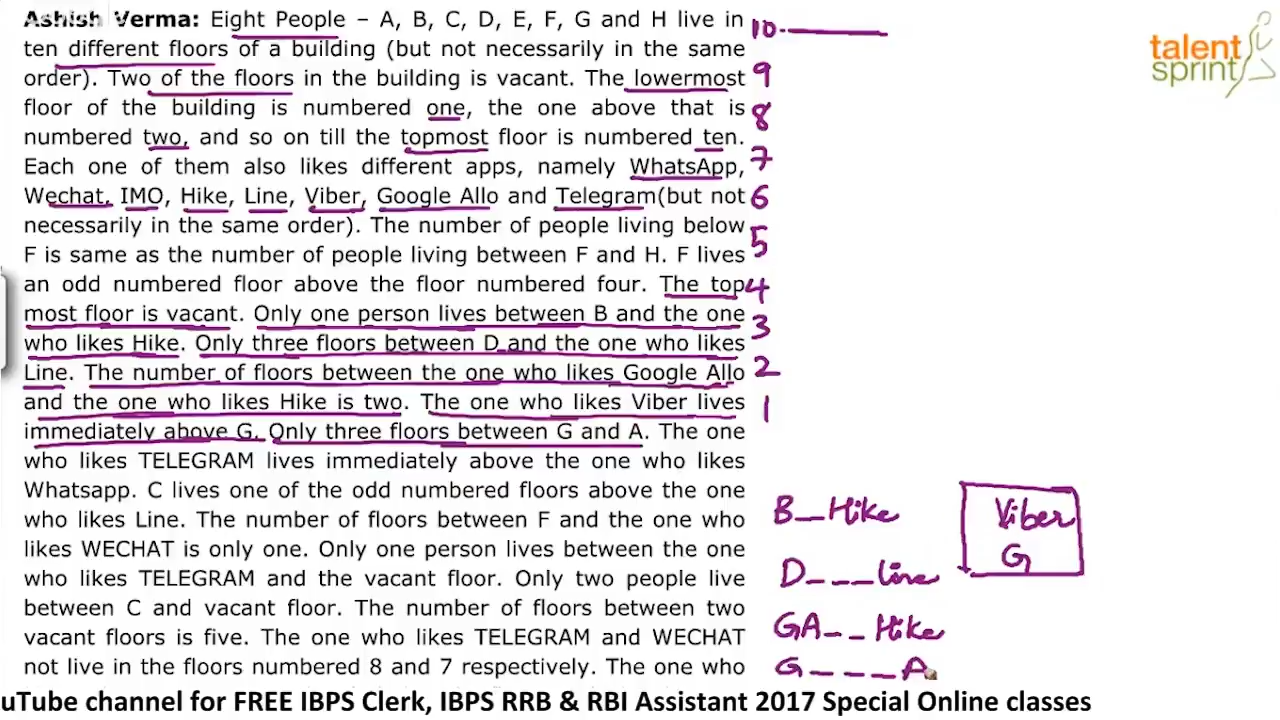 Ashish Verma: Eight People – A, B, C, D, E, F, G and H live in
ten different floors of a building (but not necessarily in the same
order). Two of the floors in the building is vacant. The lowermost
floor of the building is numbered one, the one above that is
numbered two, and so on till the topmost floor is numbered ten.
Each one of them also likes different apps, namely WhatsApp,
Wechat, IMO, Hike, Line, Viber, Google Allo and Telegram(but not
necessarily in the same order). The number of people living below
F is same as the number of people living between F and H. F lives
an odd numbered floor above the floor numbered four. The top
most floor is vacant. Only one person lives between B and the one
who likes Hike. Only three floors between D and the one who likes
Line. The number of floors between the one who likes Google Allo
and the one who likes Hike is two. The one who likes Viber lives
immediately above G. Only three floors between G and A. The one
who likes TELEGRAM lives immediately above the one who likes
Whatsapp. C lives one of the odd numbered floors above the one
who likes Line. The number of floors between F and the one who
likes WECHAT is only one. Only one person lives between the one
who likes TELEGRAM and the vacant floor. Only two people live
between C and vacant floor. The number of floors between two
vacant floors is five. The one who likes TELEGRAM and WECHAT
not live in the floors numbered 8 and 7 respectively. The one who
10
9
8
7
6
5
4
3
2
1
talent
sprint
B _ Hike
D _ _ _ line
GA _ _ Hike
G _ _ _ A
Viber
G
uTube channel for FREE IBPS Clerk, IBPS RRB & RBI Assistant 2017 Special Online classes